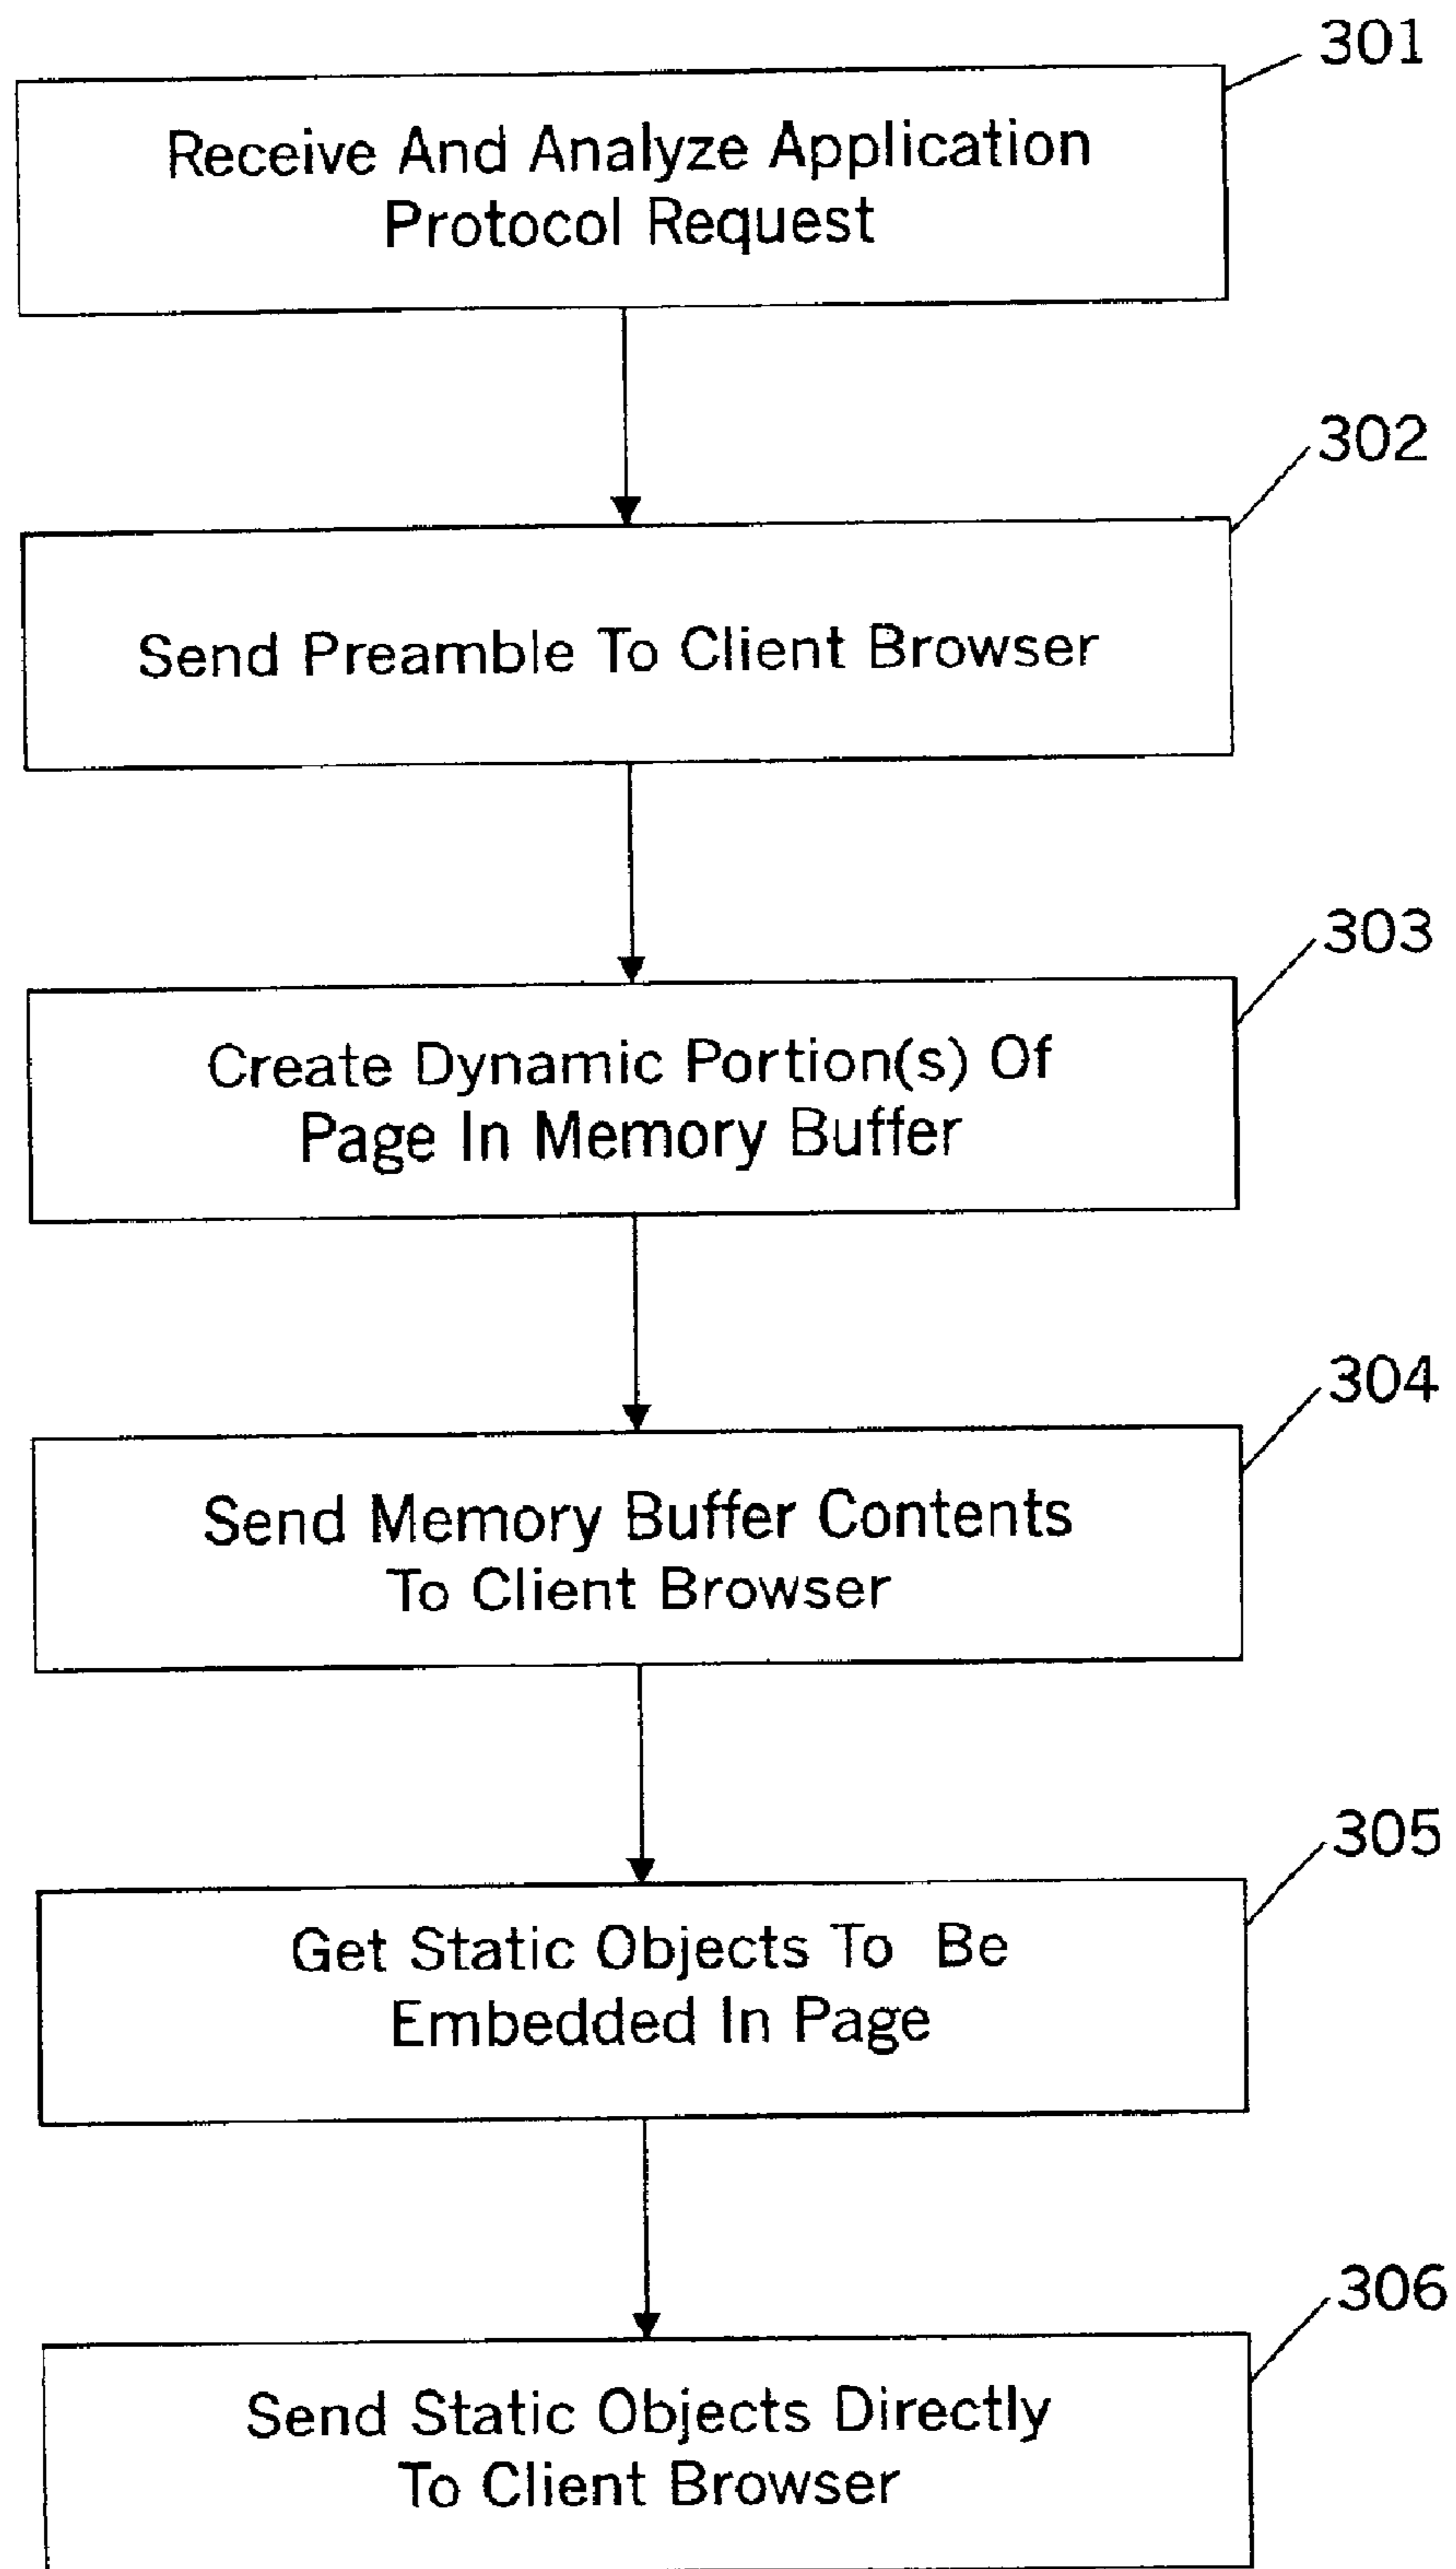 301
Receive And Analyze Application
Protocol Request
302
Send Preamble To Client Browser
303
Create Dynamic Portion(s) Of
Page In Memory Buffer
304
Send Memory Buffer Contents
To Client Browser
305
Get Static Objects To Be
Embedded In Page
306
Send Static Objects Directly
To Client Browser